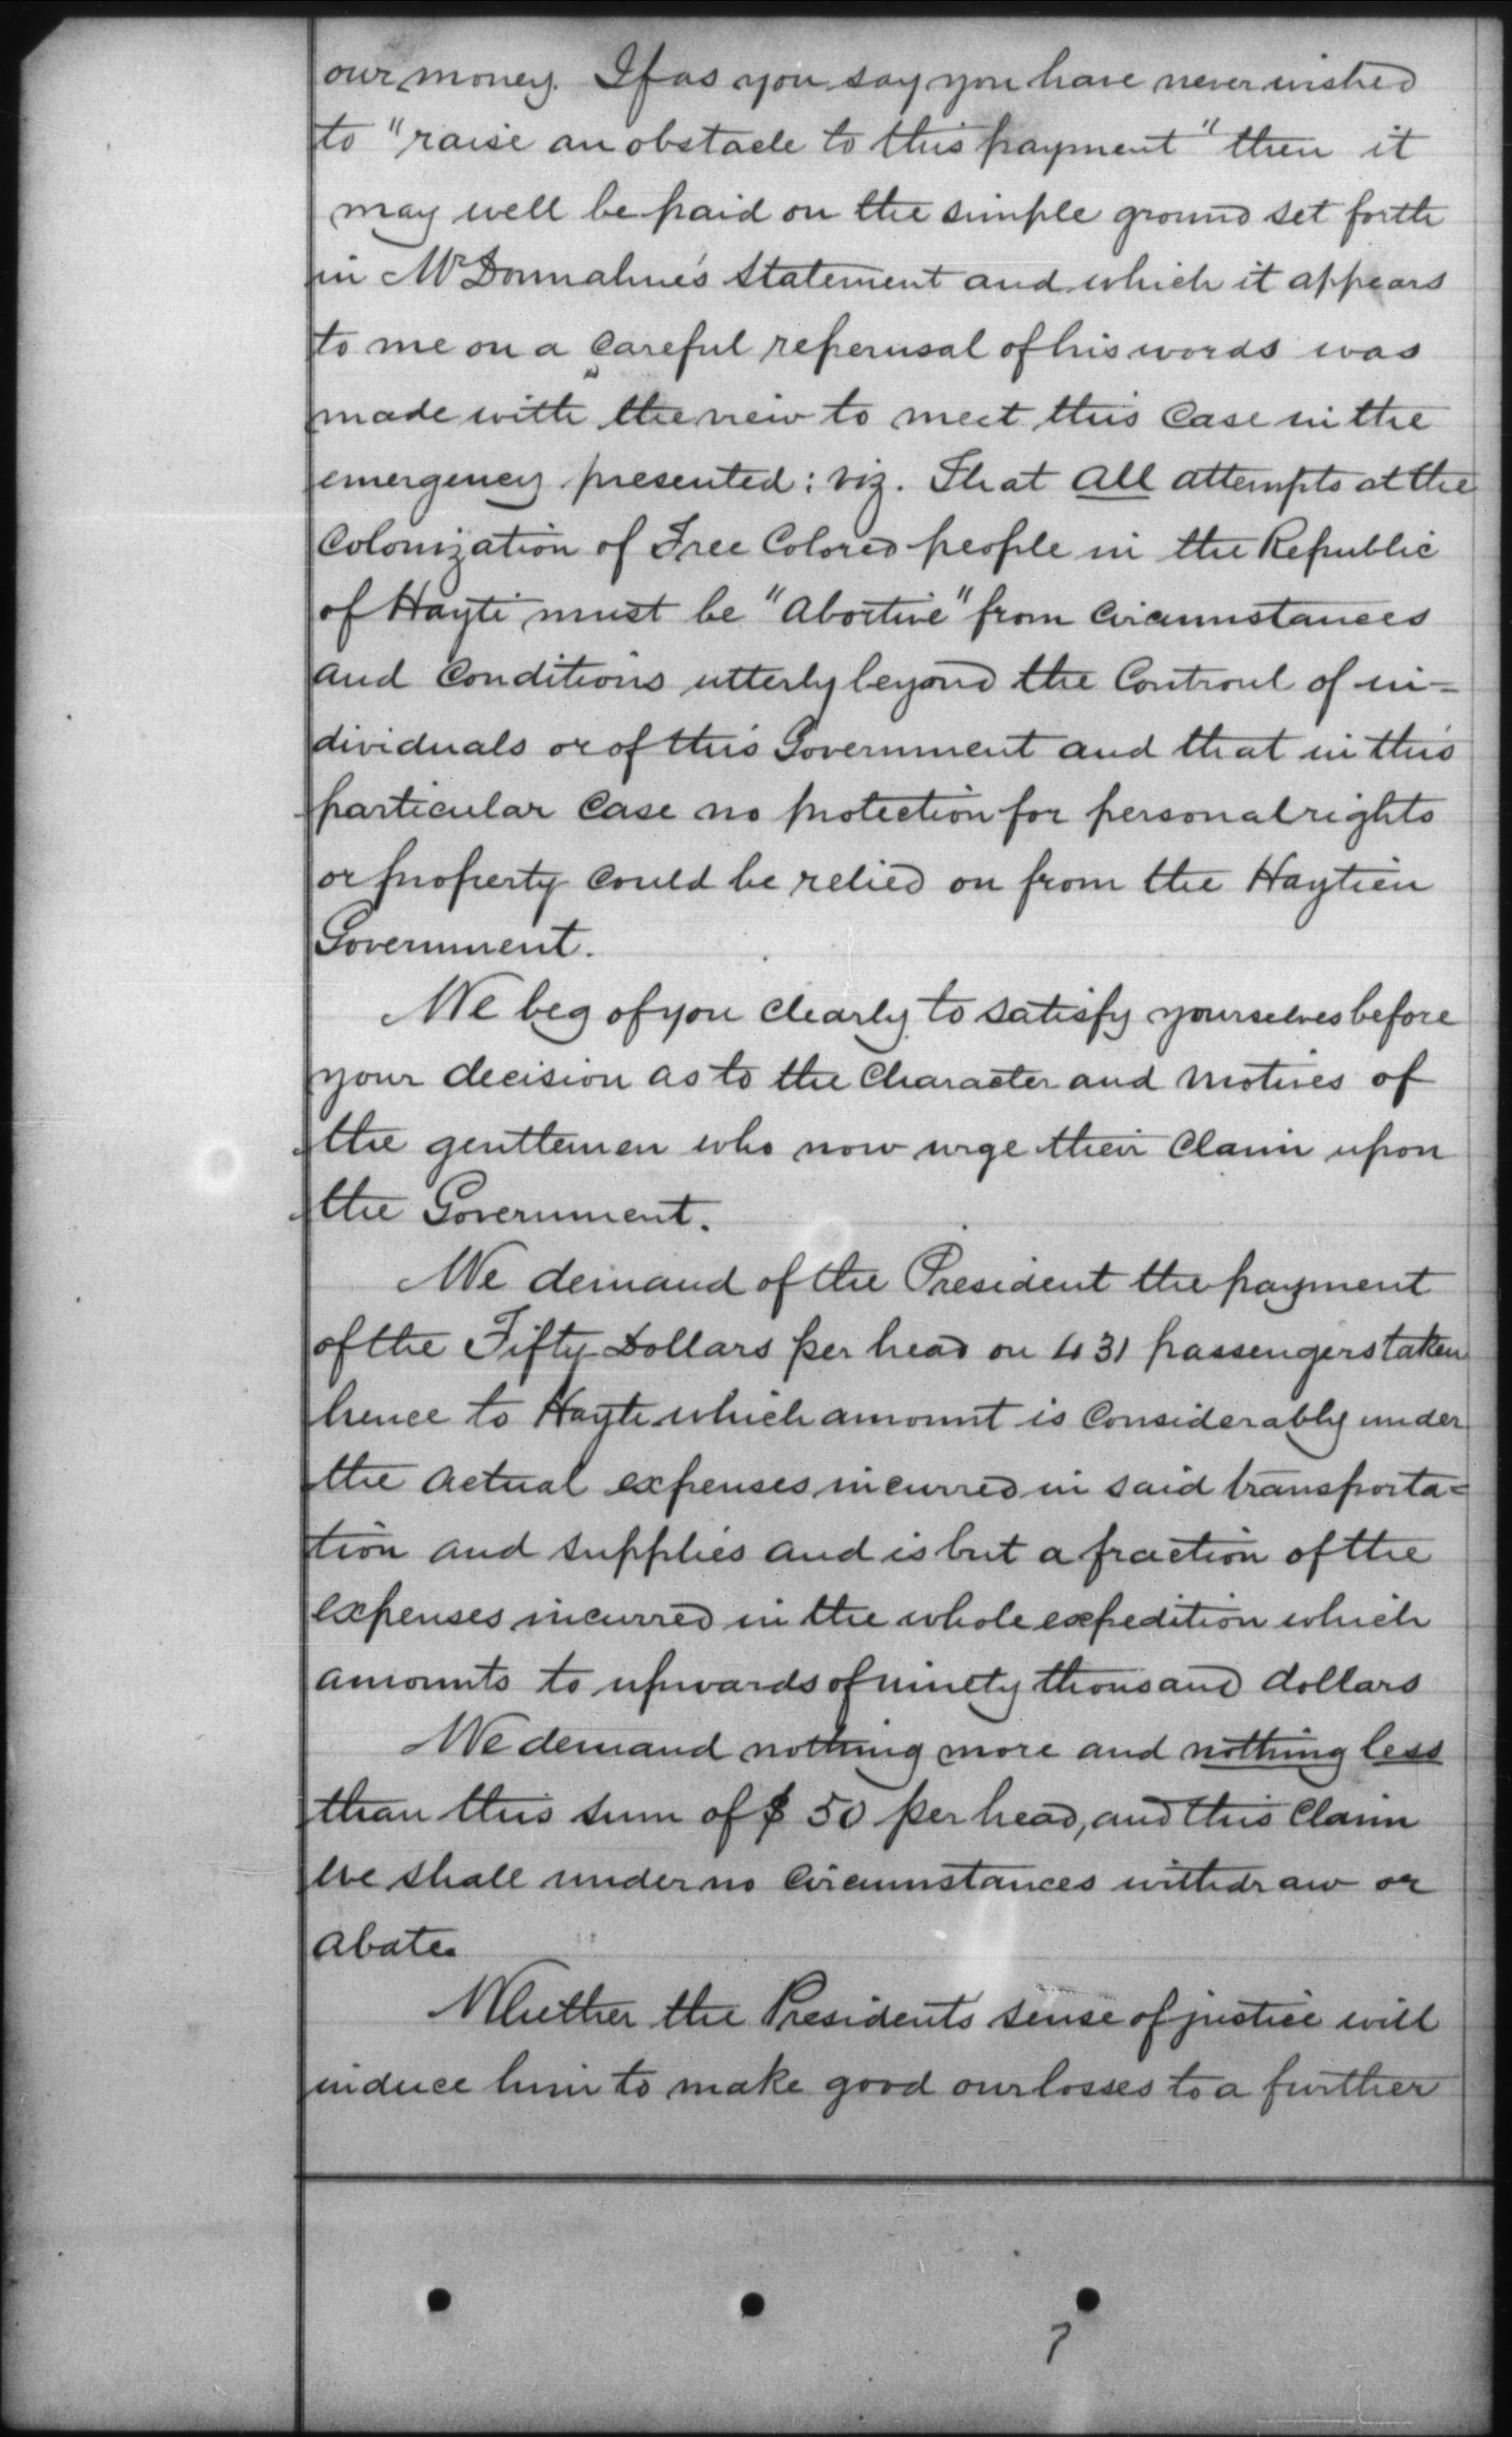 our money. If as you say you have never wished
to "raise an obstacle to this payment" then it
may well be paid on the simple ground set forth
in Mr Donnahue's statement and which it appears
to me on a careful reperusal of his words was
made with the view to meet this case in the
emergency presented: viz. That all attempts at the
Colonization of Free Colored people in the Republic
of Hayti must be "Abortive" from circumstances
and conditions utterly beyond the Controul of in=
dividuals or of this Government and that in this
particular case no protection for personal rights
or property could be relied on from the Haytien
Government.
We beg of you clearly to satisfy yourselves before
your decision as to the Character and motives of
the genttemen who now urge their claim upon
the Government.
We demand of the President the payment
of the Fifty Dollars per head on 431 passengers taken
hence to Hayti which amount is considerably under
the actual expenses incurred in said transporta=
tion and supplies and is but a fraction of the
expenses incurred in the whole expedition which
amounts to upwards of ninety thousand dollars
We demand nothing more and nothing less
than this sum of $ 50 per head, and this claim
we shall under no circumstances withdraw or
abate.
Whether the Presidents sense of justice will
induce him to make good our losses to a further
7